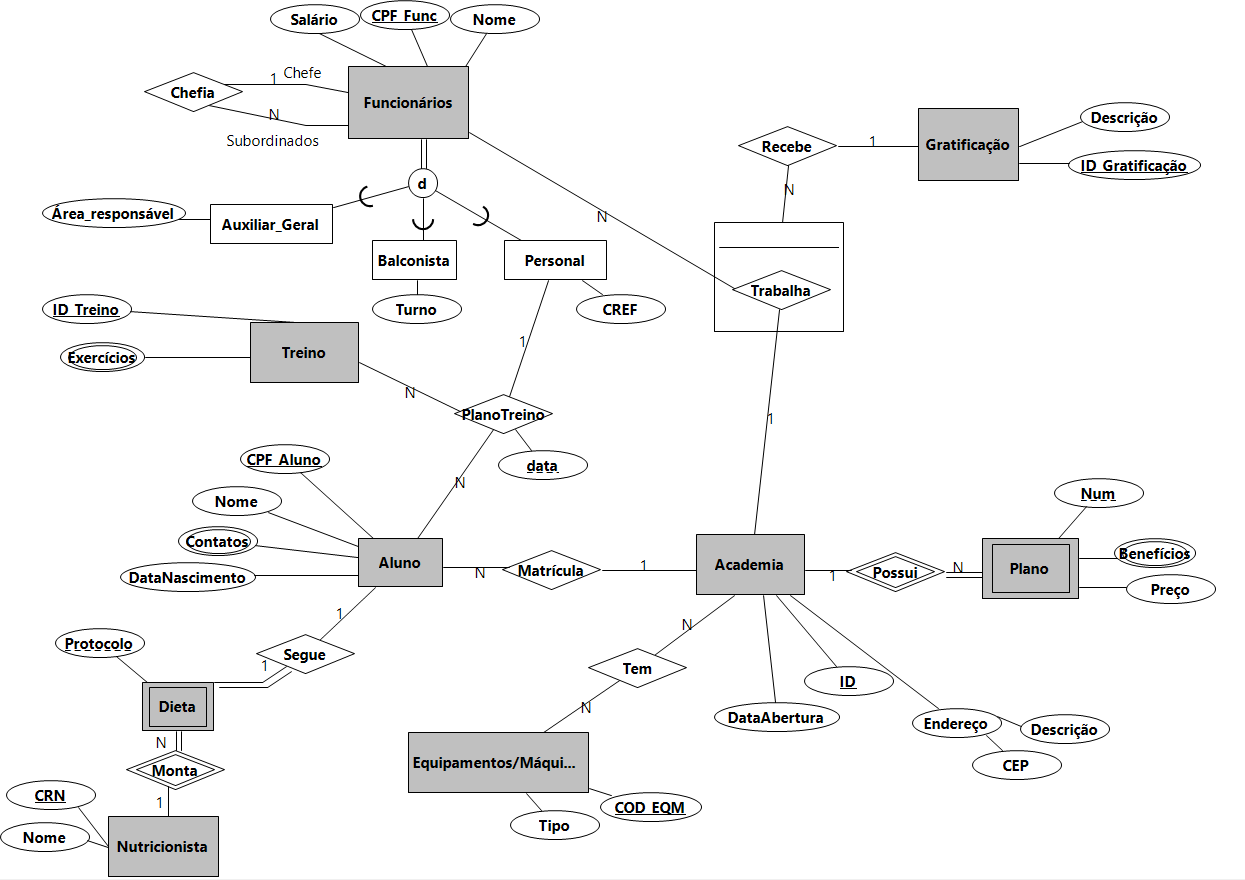 Salário
CPF_Func
Nome
Chefia
1
Chefe
N
Subordinados
Funcionários
Recebe
1
Gratificação
Descrição
ID_Gratificação
N
d
Área_responsável
Auxiliar_Geral
Balconista
Personal
Turno
CREF
N
Trabalha
ID_Treino
Exercícios
Treino
1
N
PlanoTreino
data
1
CPF_Aluno
Nome
Contatos
DataNascimento
Aluno
N
N
Matrícula
1
Academia
1
Possui
N
Plano
Num
Benefícios
Preço
1
Segue
1
Protocolo
Dieta
N
Monta
1
CRN
Nome
Nutricionista
N
Tem
N
Equipamentos/Máqui...
Tipo
COD_EQM
DataAbertura
ID
Endereço
Descrição
CEP